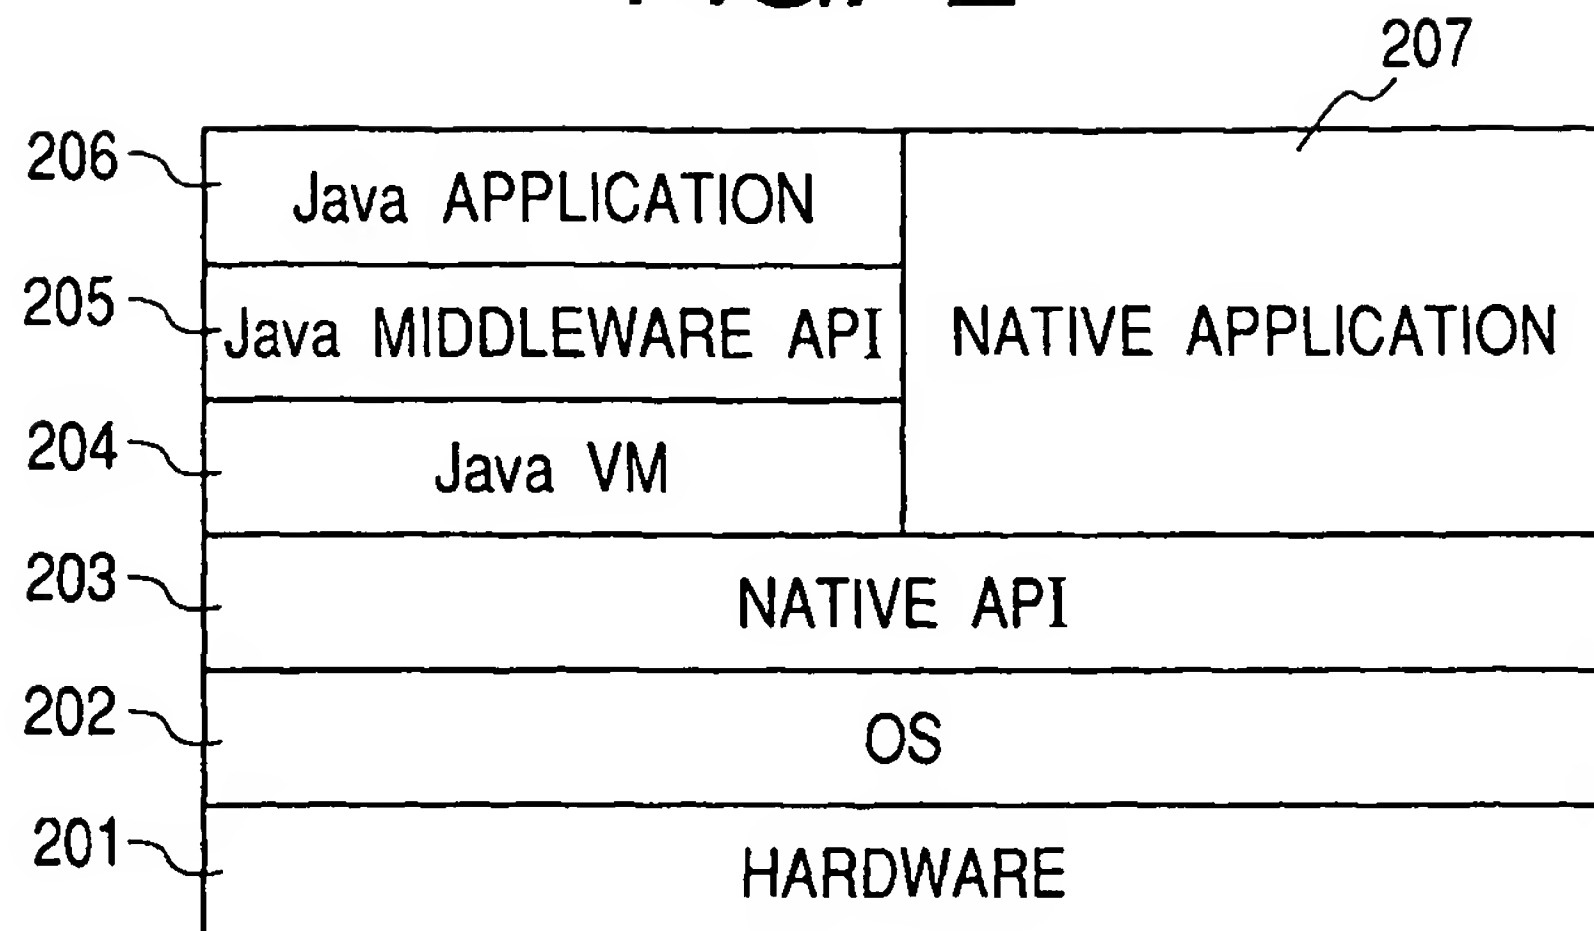 207
206 Java APPLICATION
205 Java MIDDLEWARE API
NATIVE APPLICATION
204 Java VM
203 NATIVE API
202 OS
201 HARDWARE